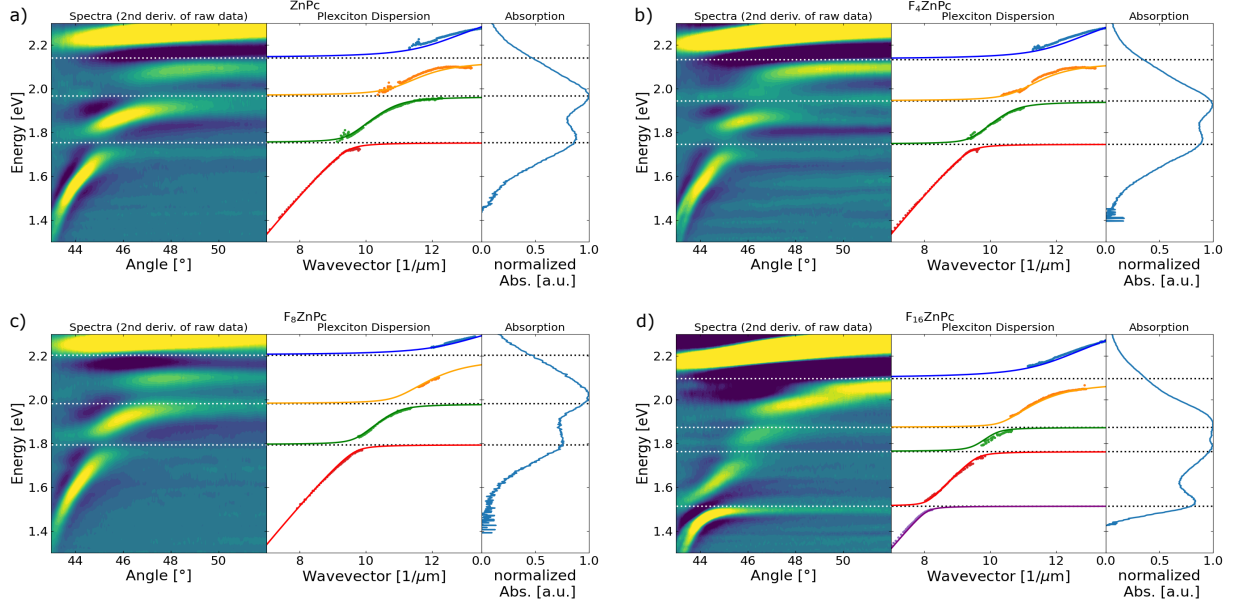 a)
ZnPc
Spectra (2nd deriv. of raw data)
Plexciton Dispersion
Absorption
Energy [eV]
2.2
2.0
1.8
1.6
1.4
44 46 48 50
8 10 12
0.0 0.5 1.0
Angle [°]
Wavevector [1/μm]
normalized
Abs. [a.u.]
b)
F₄ZnPc
Spectra (2nd deriv. of raw data)
Plexciton Dispersion
Absorption
Energy [eV]
2.2
2.0
1.8
1.6
1.4
44 46 48 50
8 10 12
0.0 0.5 1.0
Angle [°]
Wavevector [1/μm]
normalized
Abs. [a.u.]
c)
F₈ZnPc
Spectra (2nd deriv. of raw data)
Plexciton Dispersion
Absorption
Energy [eV]
2.2
2.0
1.8
1.6
1.4
44 46 48 50
8 10 12
0.0 0.5 1.0
Angle [°]
Wavevector [1/μm]
normalized
Abs. [a.u.]
d)
F₁₆ZnPc
Spectra (2nd deriv. of raw data)
Plexciton Dispersion
Absorption
Energy [eV]
2.2
2.0
1.8
1.6
1.4
44 46 48 50
8 10 12
0.0 0.5 1.0
Angle [°]
Wavevector [1/μm]
normalized
Abs. [a.u.]